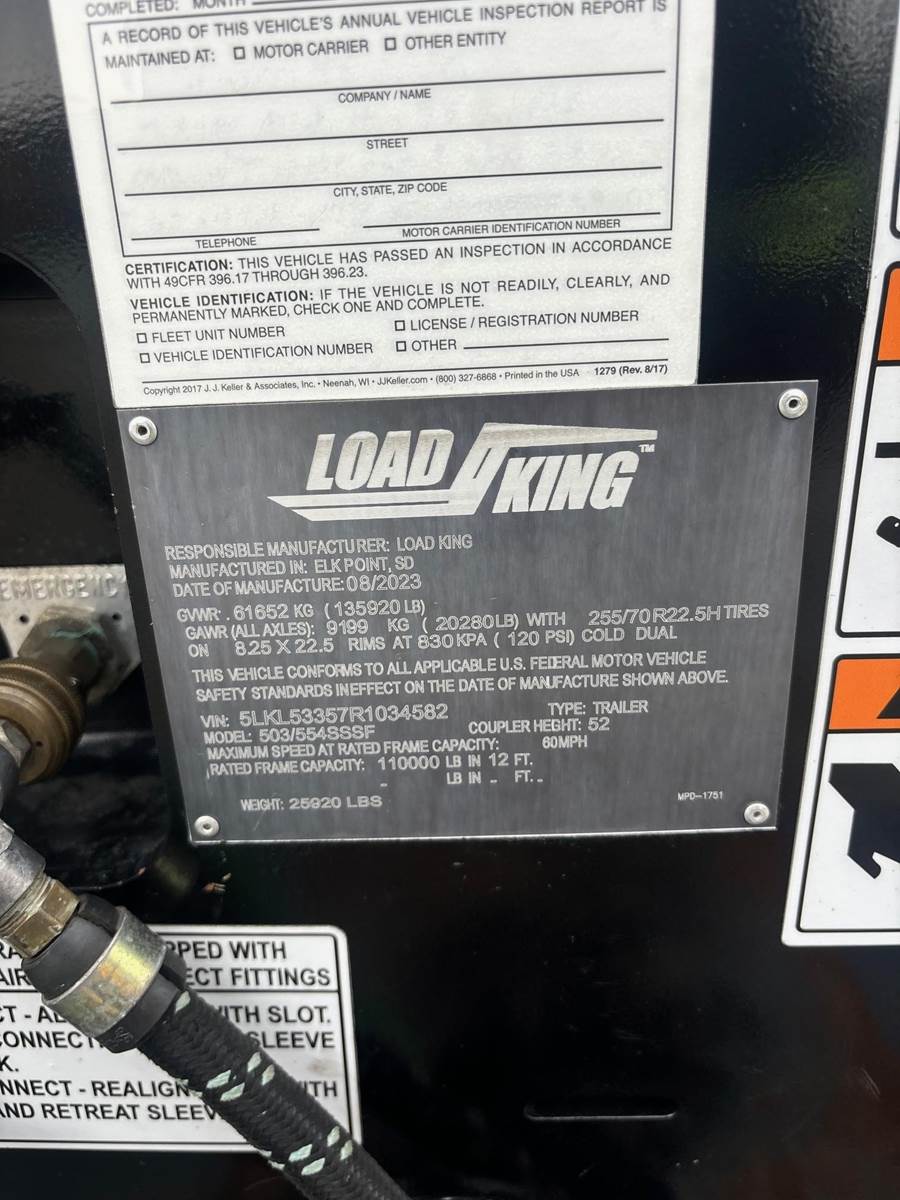 COMPLETED: MONTH
A RECORD OF THIS VEHICLE'S ANNUAL VEHICLE INSPECTION REPORT IS
MAINTAINED AT: ☐ MOTOR CARRIER ☐ OTHER ENTITY
COMPANY / NAME
STREET
CITY, STATE, ZIP CODE
TELEPHONE MOTOR CARRIER IDENTIFICATION NUMBER
CERTIFICATION: THIS VEHICLE HAS PASSED AN INSPECTION IN ACCORDANCE
WITH 49CFR 396.17 THROUGH 396.23.
VEHICLE IDENTIFICATION: IF THE VEHICLE IS NOT READILY, CLEARLY, AND
PERMANENTLY MARKED, CHECK ONE AND COMPLETE.
☐ FLEET UNIT NUMBER ☐ LICENSE / REGISTRATION NUMBER
☐ VEHICLE IDENTIFICATION NUMBER ☐ OTHER
Copyright 2017 J. J. Keller & Associates, Inc. • Neenah, WI • JJKeller.com • (800) 327-6868 • Printed in the USA 1279 (Rev. 8/17)
LOAD KING™
RESPONSIBLE MANUFACTURER: LOAD KING
MANUFACTURED IN: ELK POINT, SD
DATE OF MANUFACTURE: 08/2023
GVWR: 61652 KG (135920 LB)
GAWR (ALL AXLES): 9199 KG (20280LB) WITH 255/70R22.5H TIRES
ON 8.25 X 22.5 RIMS AT 830 KPA (120 PSI) COLD DUAL
THIS VEHICLE CONFORMS TO ALL APPLICABLE U.S. FEDERAL MOTOR VEHICLE
SAFETY STANDARDS IN EFFECT ON THE DATE OF MANUFACTURE SHOWN ABOVE.
VIN: 5LKL53357R1034582 TYPE: TRAILER
MODEL: 503/554SSSF COUPLER HEGHT: 52
MAXIMUM SPEED AT RATED FRAME CAPACITY: 60MPH
RATED FRAME CAPACITY: 110000 LB IN 12 FT.
- LB IN - FT. -
WEIGHT: 25920 LBS MPD-1751
EMERGENC
PPED WITH
AIR ECT FITTINGS
CT - AL ITH SLOT.
CONNECT SLEEVE
K.
NNECT - REALIGN ITH
AND RETREAT SLEEV